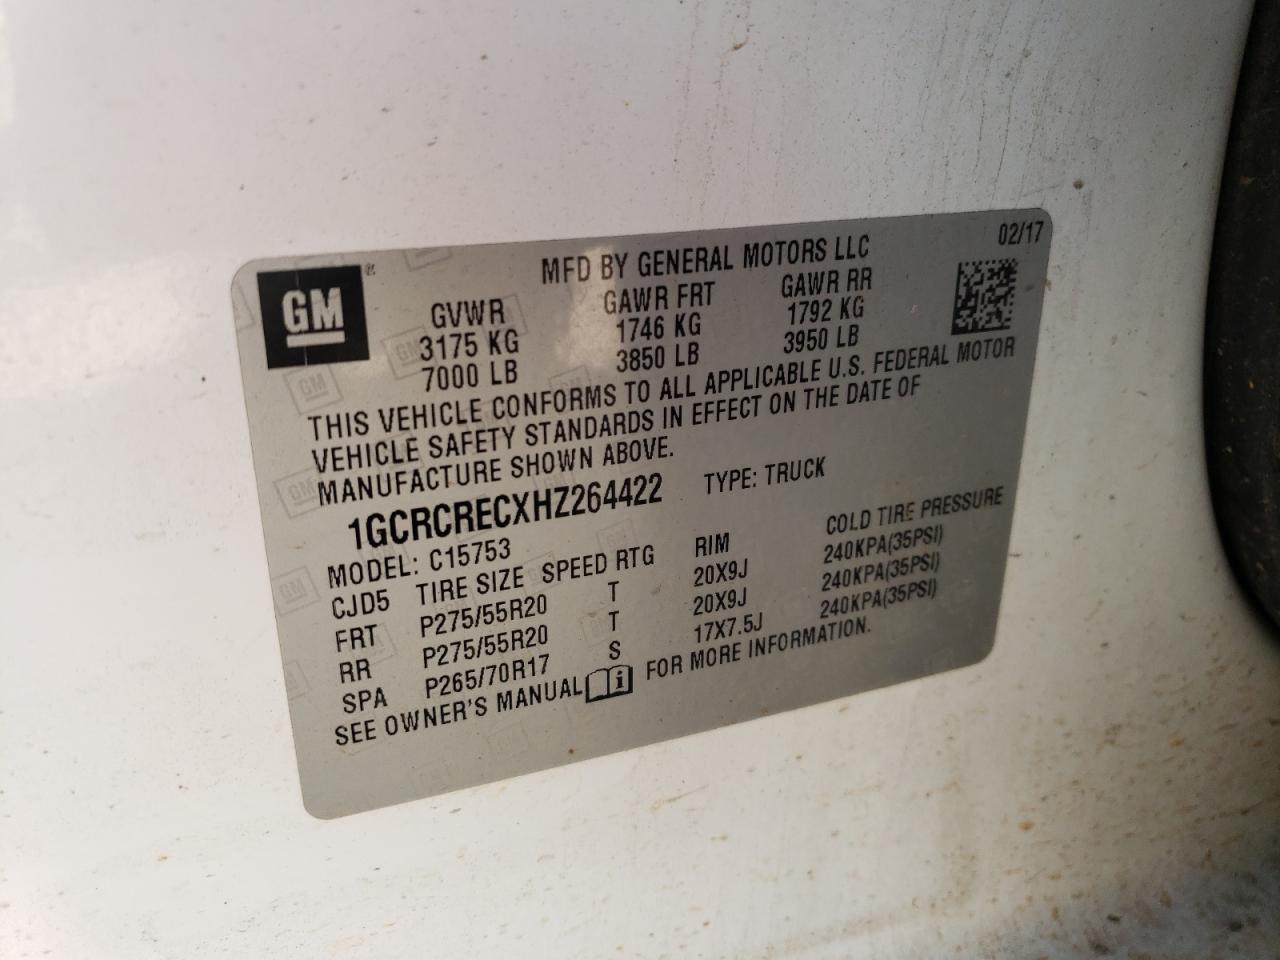 GM
®
MFD BY GENERAL MOTORS LLC
02/17
GVWR GAWR FRT GAWR RR
3175 KG 1746 KG 1792 KG
7000 LB 3850 LB 3950 LB
THIS VEHICLE CONFORMS TO ALL APPLICABLE U.S. FEDERAL MOTOR
VEHICLE SAFETY STANDARDS IN EFFECT ON THE DATE OF
MANUFACTURE SHOWN ABOVE.
1GCRCRECXHZ264422 TYPE: TRUCK
MODEL: C15753
CJD5 TIRE SIZE SPEED RTG RIM COLD TIRE PRESSURE
FRT P275/55R20 T 20X9J 240KPA(35PSI)
RR P275/55R20 T 20X9J 240KPA(35PSI)
SPA P265/70R17 S 17X7.5J 240KPA(35PSI)
SEE OWNER'S MANUAL FOR MORE INFORMATION.